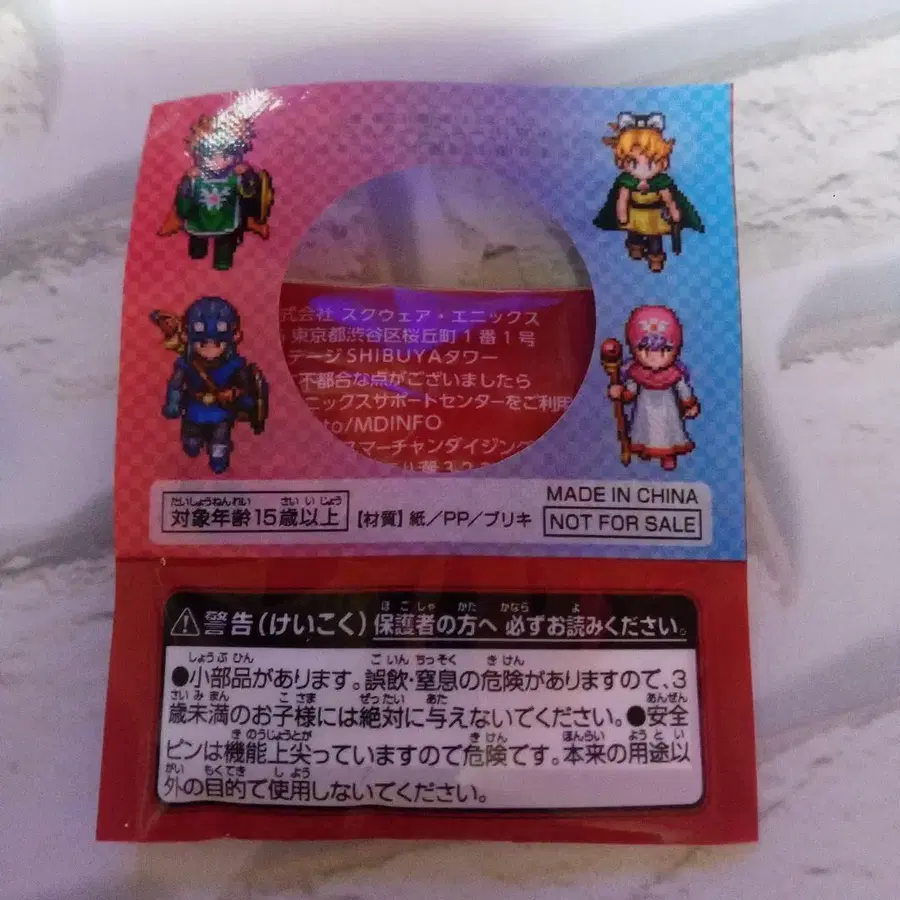 式会社 スクウェア・エニックス
東京都渋谷区桜丘町1番1号
テージSHIBUYAタワー
不都合な点がございましたら
ニックスサポートセンターをご利用
to/MDINFO
スマーチャンダイジング
MADE IN CHINA
たいしょうねんれい さいいじょう
対象年齢15歳以上 【材質】紙/PP/ブリキ NOT FOR SALE
ほごしゃ かた かなら よ
⚠警告(けいこく) 保護者の方へ 必ずお読みください。
しょうぶひん ごいん ちっそく きけん
●小部品があります。誤飲・窒息の危険がありますので、3
さいみまん こさま ぜったい あた あんぜん
歳未満のお子様には絶対に与えないでください。●安全
きのうじょうとが きけん ほんらい ようとい
ピンは機能上尖っていますので危険です。本来の用途以
がい もくてき しよう
外の目的で使用しないでください。